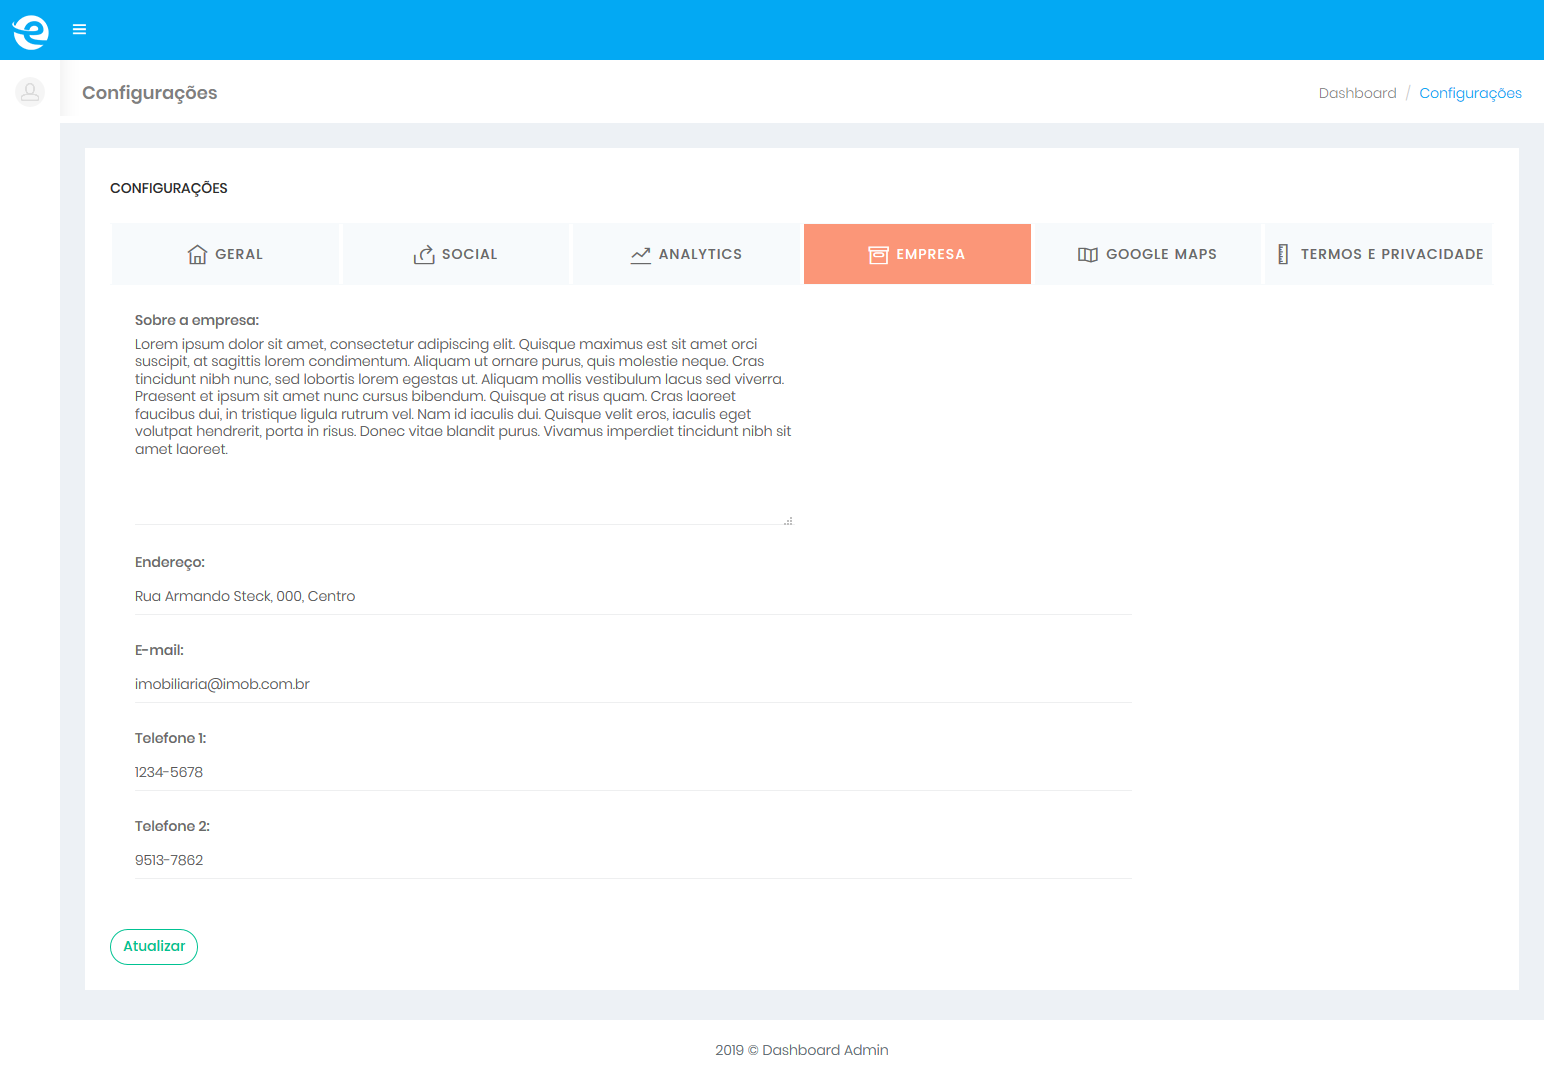 Configurações
Dashboard / Configurações
CONFIGURAÇÕES
GERAL
SOCIAL
ANALYTICS
EMPRESA
GOOGLE MAPS
TERMOS E PRIVACIDADE
Sobre a empresa:
Lorem ipsum dolor sit amet, consectetur adipiscing elit. Quisque maximus est sit amet orci
suscipit, at sagittis lorem condimentum. Aliquam ut ornare purus, quis molestie neque. Cras
tincidunt nibh nunc, sed lobortis lorem egestas ut. Aliquam mollis vestibulum lacus sed viverra.
Praesent et ipsum sit amet nunc cursus bibendum. Quisque at risus quam. Cras laoreet
faucibus dui, in tristique ligula rutrum vel. Nam id iaculis dui. Quisque velit eros, iaculis eget
volutpat hendrerit, porta in risus. Donec vitae blandit purus. Vivamus imperdiet tincidunt nibh sit
amet laoreet.
Endereço:
Rua Armando Steck, 000, Centro
E-mail:
imobiliaria@imob.com.br
Telefone 1:
1234-5678
Telefone 2:
9513-7862
Atualizar
2019 © Dashboard Admin